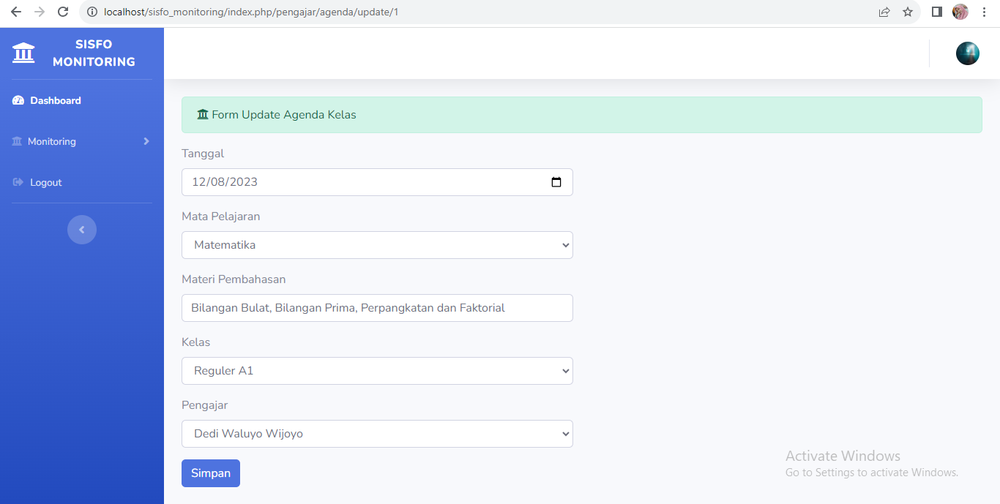 localhost/sisfo_monitoring/index.php/pengajar/agenda/update/1
SISFO
MONITORING
Dashboard
Monitoring
Logout
Form Update Agenda Kelas
Tanggal
12/08/2023
Mata Pelajaran
Matematika
Materi Pembahasan
Bilangan Bulat, Bilangan Prima, Perpangkatan dan Faktorial
Kelas
Reguler A1
Pengajar
Dedi Waluyo Wijoyo
Simpan
Activate Windows
Go to Settings to activate Windows.